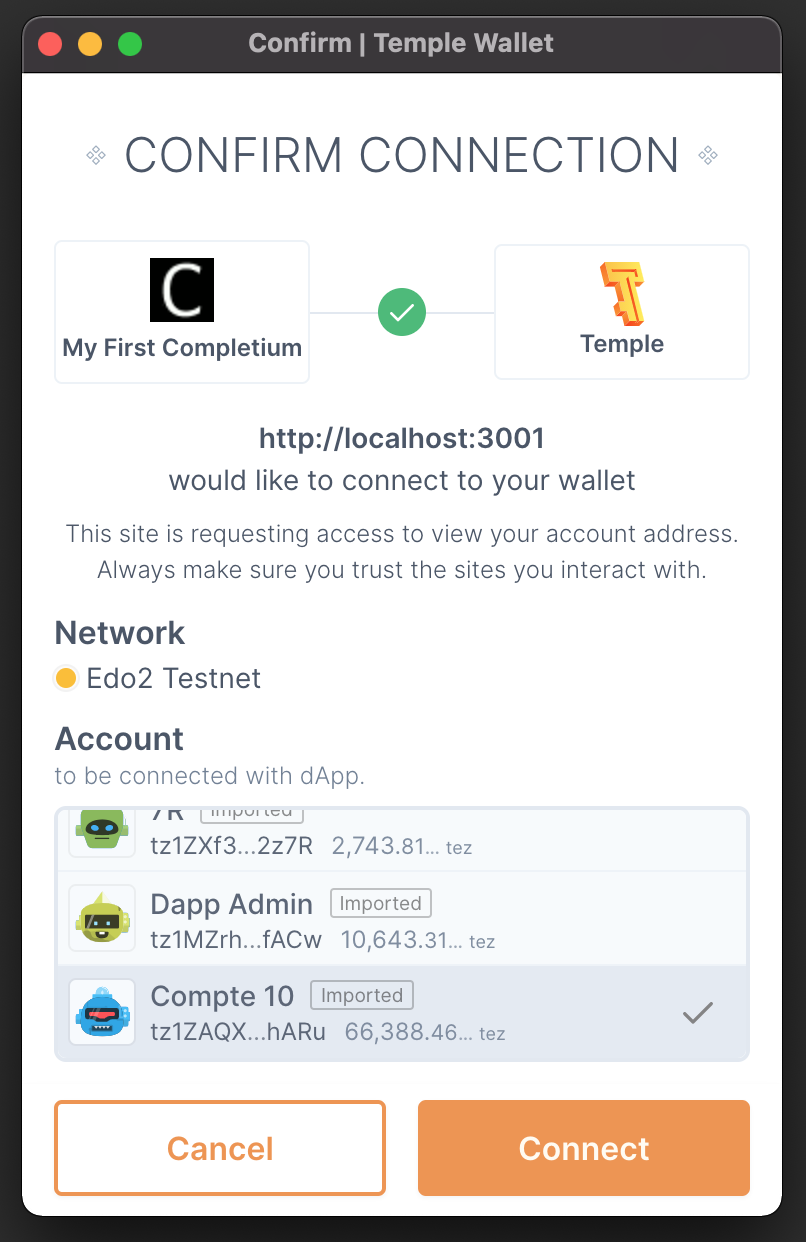 Confirm | Temple Wallet
CONFIRM CONNECTION
C
My First Completium
T
Temple
http://localhost:3001
would like to connect to your wallet
This site is requesting access to view your account address.
Always make sure you trust the sites you interact with.
Network
Edo2 Testnet
Account
to be connected with dApp.
7R Imported
tz1ZXf3...2z7R 2,743.81... tez
Dapp Admin Imported
tz1MZrh...fACw 10,643.31... tez
Compte 10 Imported
tz1ZAQX...hARu 66,388.46... tez
Cancel Connect